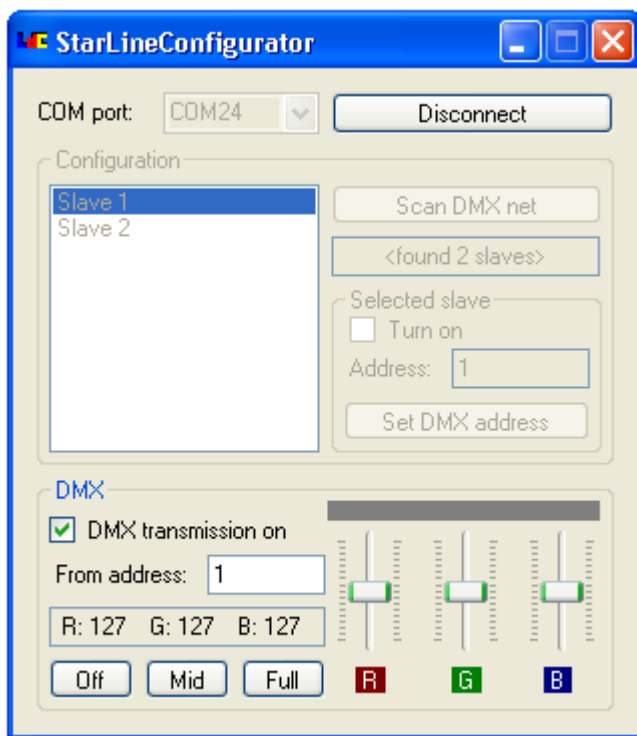 StarLineConfigurator
COM port: COM24 Disconnect
Configuration
Slave 1
Slave 2
Scan DMX net
<found 2 slaves>
Selected slave
Turn on
Address: 1
Set DMX address
DMX
DMX transmission on
From address: 1
R: 127 G: 127 B: 127
Off Mid Full
R G B